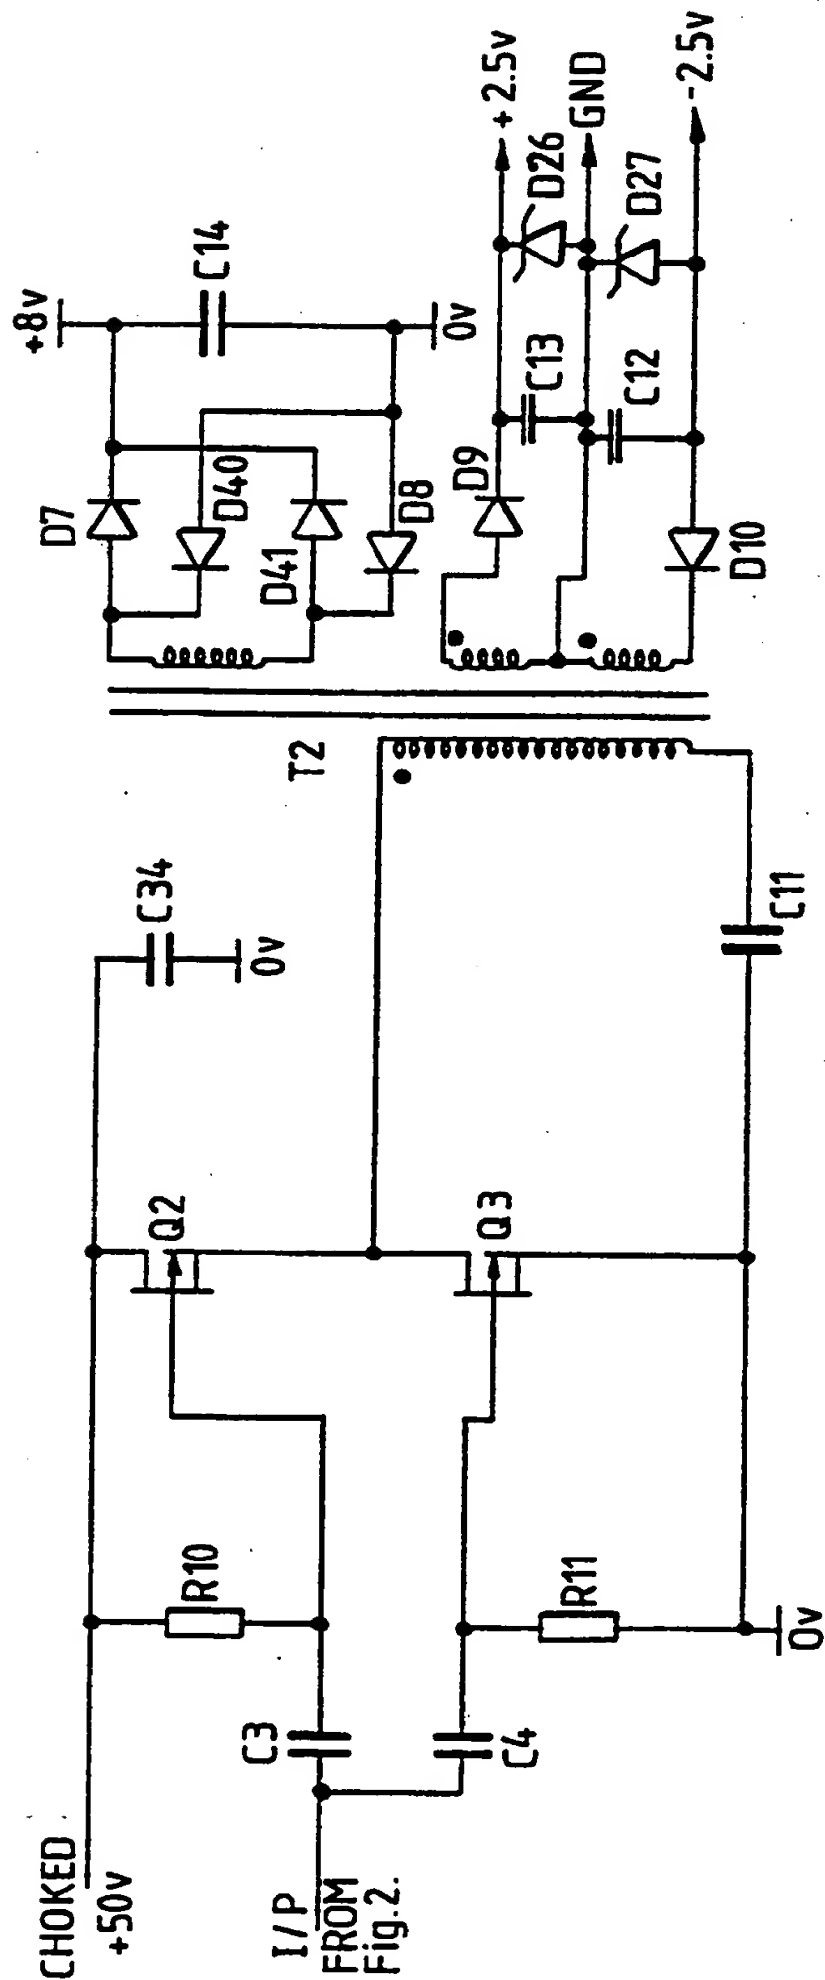 CHOKED
+50v
I/P
FROM
Fig.2.
C3
C4
R10
R11
0v
Q2
Q3
C34
0v
C11
T2
D7
D40
D41
D8
+8v
C14
0v
D9
D10
C13
C12
D26
D27
+2.5v
GND
-2.5v